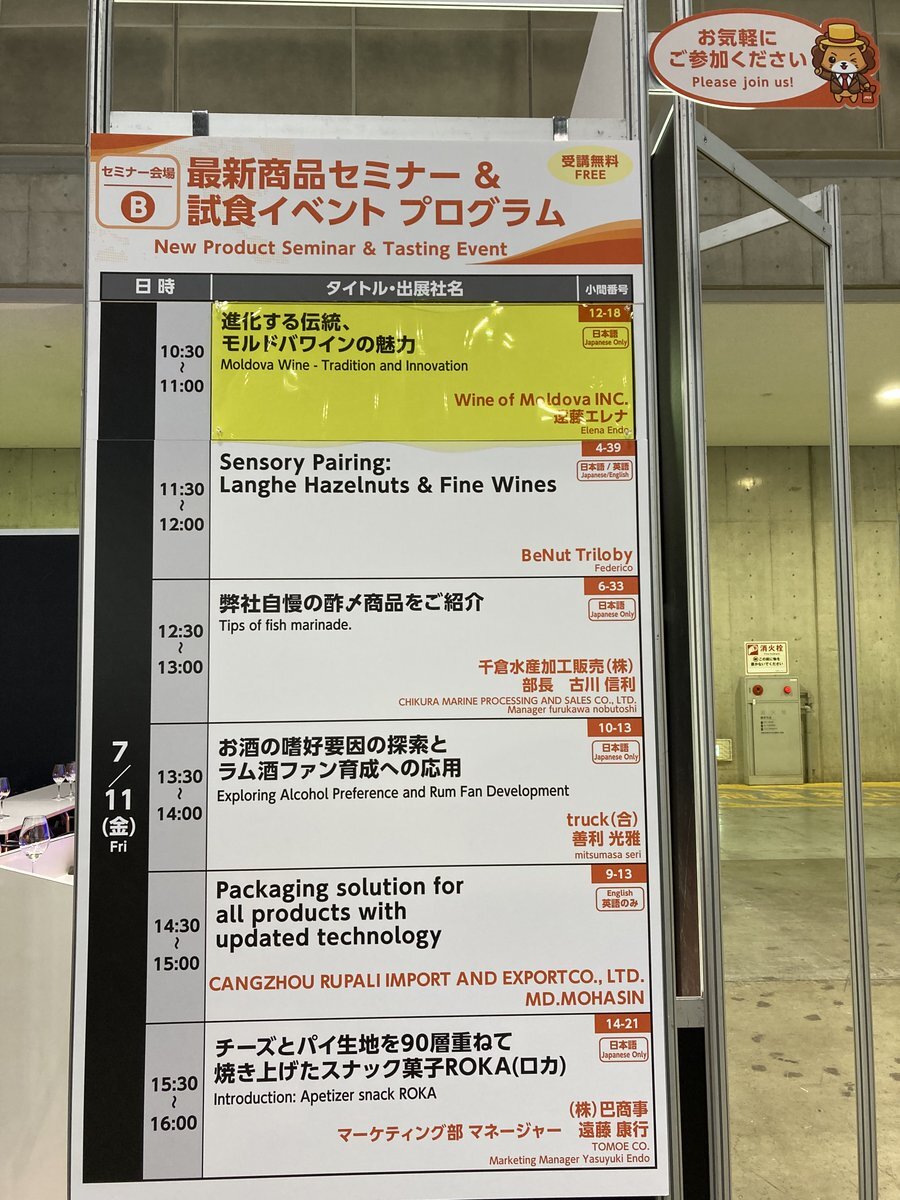 お気軽に
ご参加ください
Please join us!
セミナー会場
B
最新商品セミナー &
試食イベント プログラム
New Product Seminar & Tasting Event
受講無料
FREE
日時
タイトル・出展社名
小間番号
7/11(金)
Fri
10:30
~
11:00
進化する伝統、
モルドバワインの魅力
Moldova Wine - Tradition and Innovation
12-18
日本語
Japanese Only
Wine of Moldova INC.
遠藤エレナ
Elena Endo
11:30
~
12:00
Sensory Pairing:
Langhe Hazelnuts & Fine Wines
4-39
日本語 / 英語
Japanese/English
BeNut Triloby
Federico
12:30
~
13:00
弊社自慢の酢〆商品をご紹介
Tips of fish marinade.
6-33
日本語
Japanese Only
千倉水産加工販売(株)
部長 古川 信利
CHIKURA MARINE PROCESSING AND SALES CO., LTD.
Manager furukawa nobutoshi
13:30
~
14:00
お酒の嗜好要因の探索と
ラム酒ファン育成への応用
Exploring Alcohol Preference and Rum Fan Development
10-13
日本語
Japanese Only
truck(合)
善利 光雅
mitsumasa seri
14:30
~
15:00
Packaging solution for
all products with
updated technology
9-13
English
英語のみ
CANGZHOU RUPALI IMPORT AND EXPORTCO., LTD.
MD.MOHASIN
15:30
~
16:00
チーズとパイ生地を90層重ねて
焼き上げたスナック菓子ROKA(ロカ)
Introduction: Apetizer snack ROKA
14-21
日本語
Japanese Only
(株)巴商事
マーケティング部 マネージャー 遠藤 康行
TOMOE CO.
Marketing Manager Yasuyuki Endo
消火栓